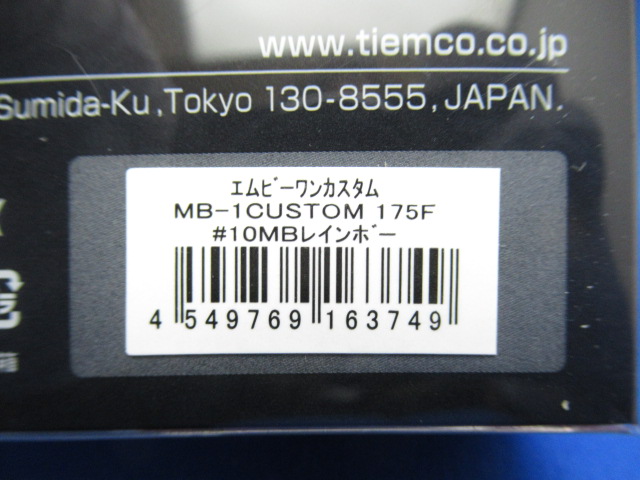 www.tiemco.co.jp
Sumida-Ku, Tokyo 130-8555, JAPAN.
ｴﾑﾋﾞｰﾜﾝｶｽﾀﾑ
MB-1CUSTOM 175F
#10MBﾚｲﾝﾎﾞｰ
4 549769 163749